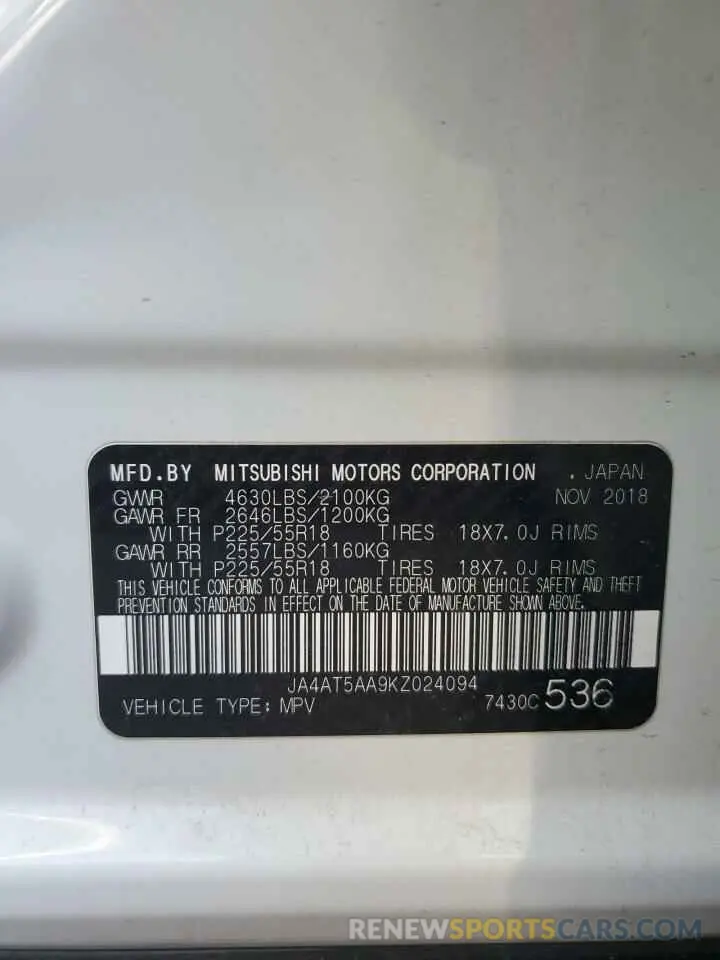 MFD.BY MITSUBISHI MOTORS CORPORATION . JAPAN
GVWR 4630LBS/2100KG NOV 2018
GAWR FR 2646LBS/1200KG
WITH P225/55R18 TIRES 18X7.0J RIMS
GAWR RR 2557LBS/1160KG
WITH P225/55R18 TIRES 18X7.0J RIMS
THIS VEHICLE CONFORMS TO ALL APPLICABLE FEDERAL MOTOR VEHICLE SAFETY AND THEFT
PREVENTION STANDARDS IN EFFECT ON THE DATE OF MANUFACTURE SHOWN ABOVE.
JA4AT5AA9KZ024094
VEHICLE TYPE: MPV 7430C 536
RENEWSPORTSCARS.COM